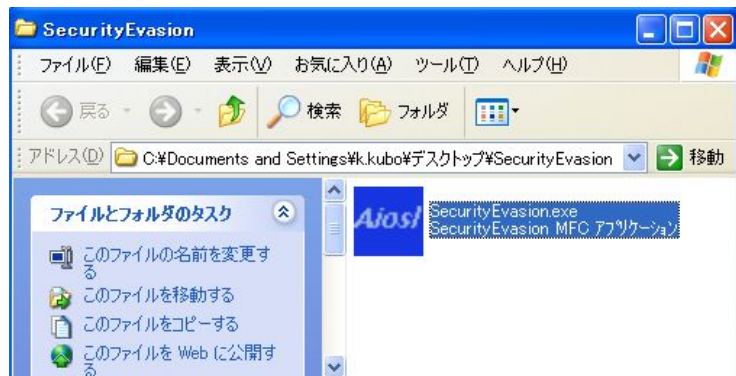 SecurityEvasion
ファイル(F) 編集(E) 表示(V) お気に入り(A) ツール(T) ヘルプ(H)
戻る 検索 フォルダ
アドレス(D) C:¥Documents and Settings¥k.kubo¥デスクトップ¥SecurityEvasion 移動
ファイルとフォルダのタスク
このファイルの名前を変更す
る
このファイルを移動する
このファイルをコピーする
このファイルを Web に公開す
る
Aiosl
SecurityEvasion.exe
SecurityEvasion MFC アプリケーション